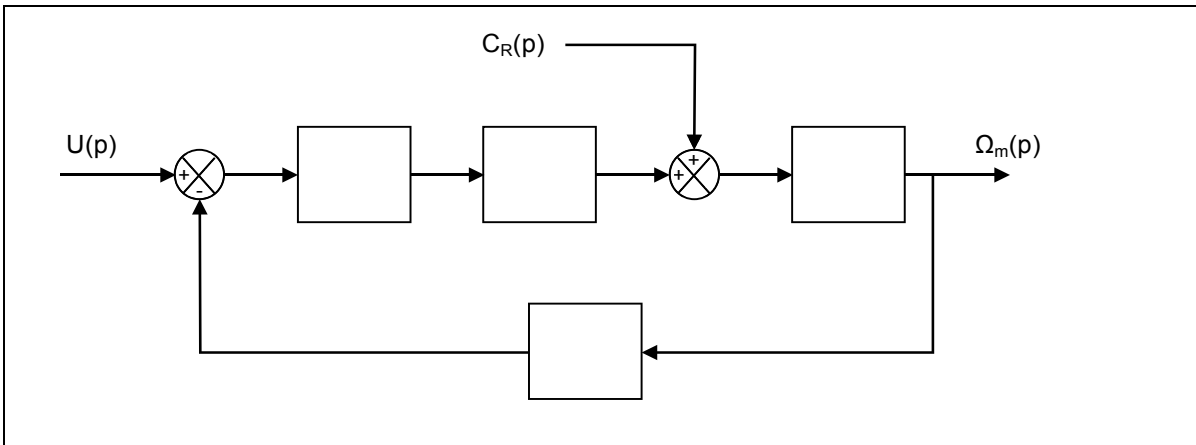 C_R(p)
U(p)
Ω_m(p)
+
-
+
+